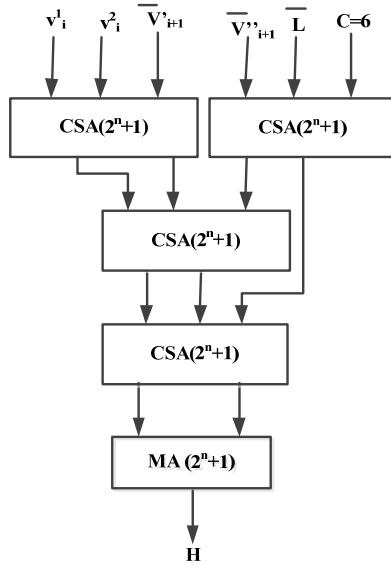 v¹ᵢ v²ᵢ V̅'ᵢ₊₁ V̅''ᵢ₊₁ L̅ C=6
CSA(2ⁿ+1) CSA(2ⁿ+1)
CSA(2ⁿ+1)
CSA(2ⁿ+1)
MA (2ⁿ+1)
H